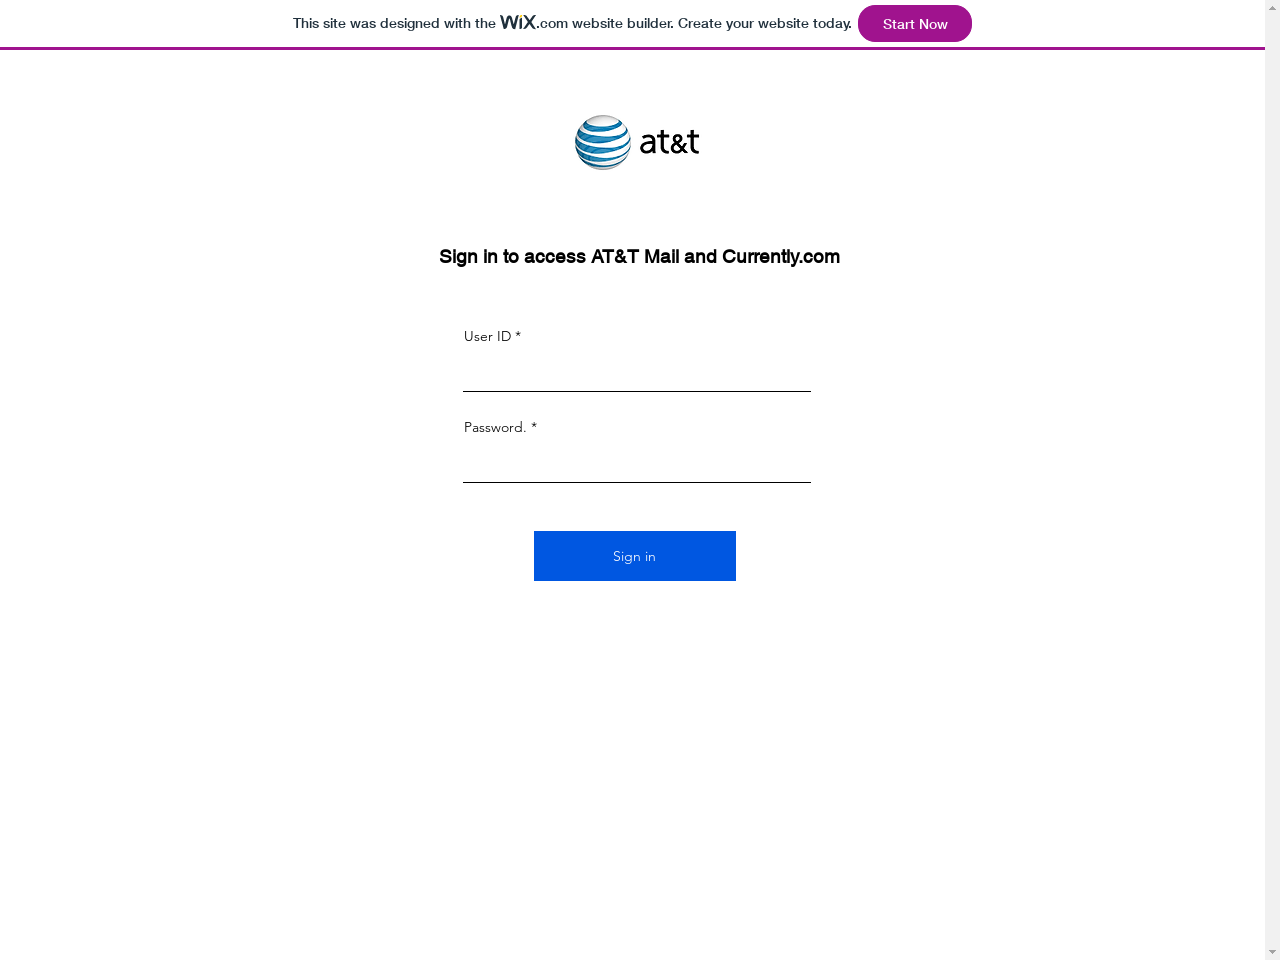 This site was designed with the WiX.com website builder. Create your website today. Start Now
at&t
Sign in to access AT&T Mail and Currently.com
User ID *
Password. *
Sign in